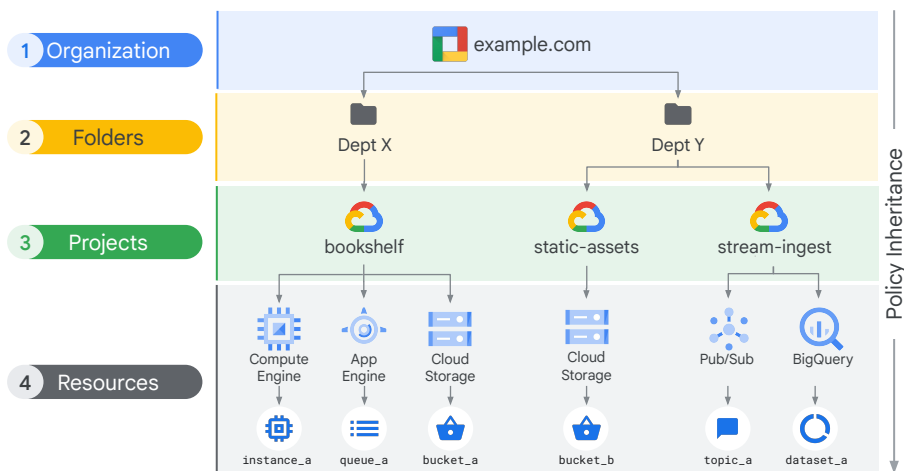 1 Organization
example.com
2 Folders
Dept X
Dept Y
3 Projects
bookshelf
static-assets
stream-ingest
4 Resources
Compute
Engine
App
Engine
Cloud
Storage
Cloud
Storage
Pub/Sub
BigQuery
instance_a
queue_a
bucket_a
bucket_b
topic_a
dataset_a
Policy Inheritance